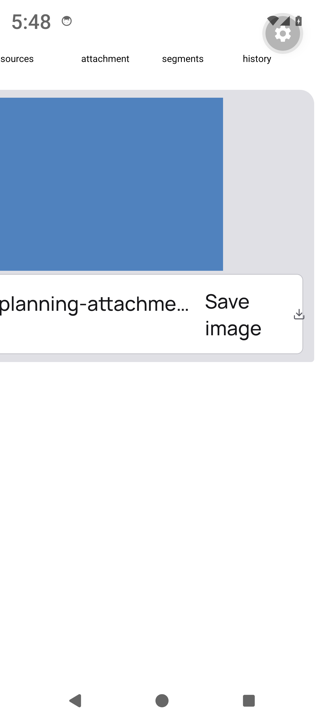 5:48
sources
attachment
segments
history
planning-attachme...
Save
image